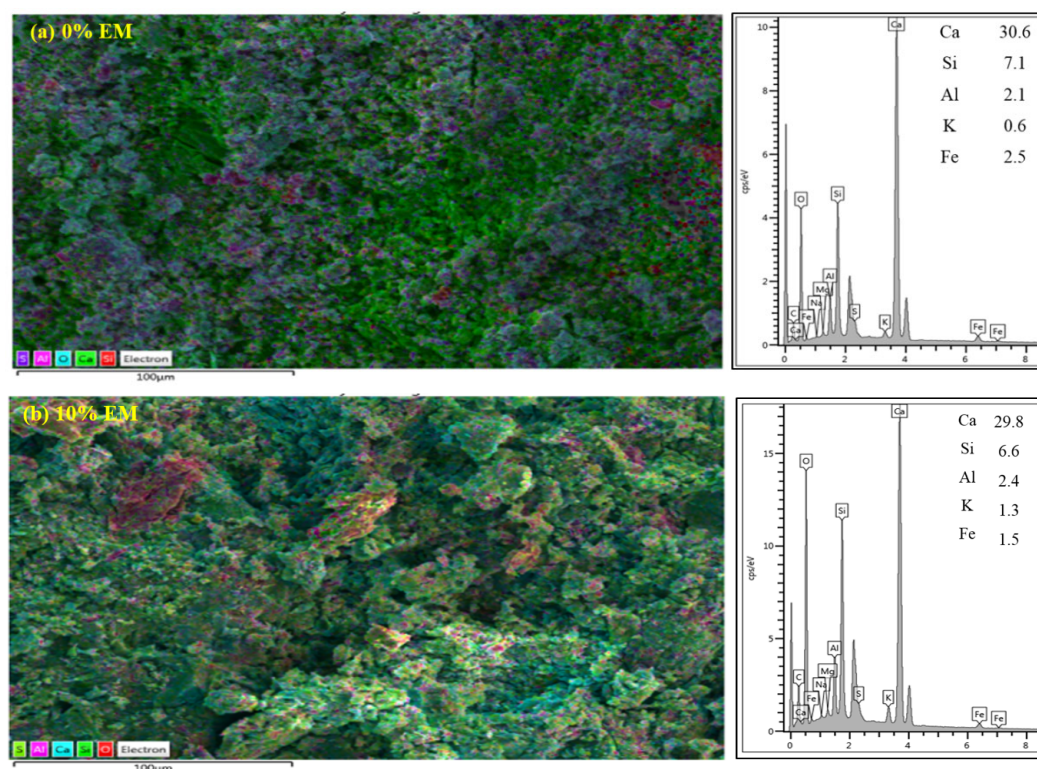 (a) 0% EM
S Al O Ca Si Electron
100μm
10
8
6
4
2
0
cps/eV
Ca
O
Si
Al
Mg
Na
Fe
C
Ca
S
K
Fe
Fe
0 2 4 6 8
Ca 30.6
Si 7.1
Al 2.1
K 0.6
Fe 2.5
(b) 10% EM
S Al Ca Si O Electron
100μm
15
10
5
0
cps/eV
Ca
O
Si
Al
Mg
Na
Fe
C
Ca
S
K
Fe
Fe
0 2 4 6 8
Ca 29.8
Si 6.6
Al 2.4
K 1.3
Fe 1.5